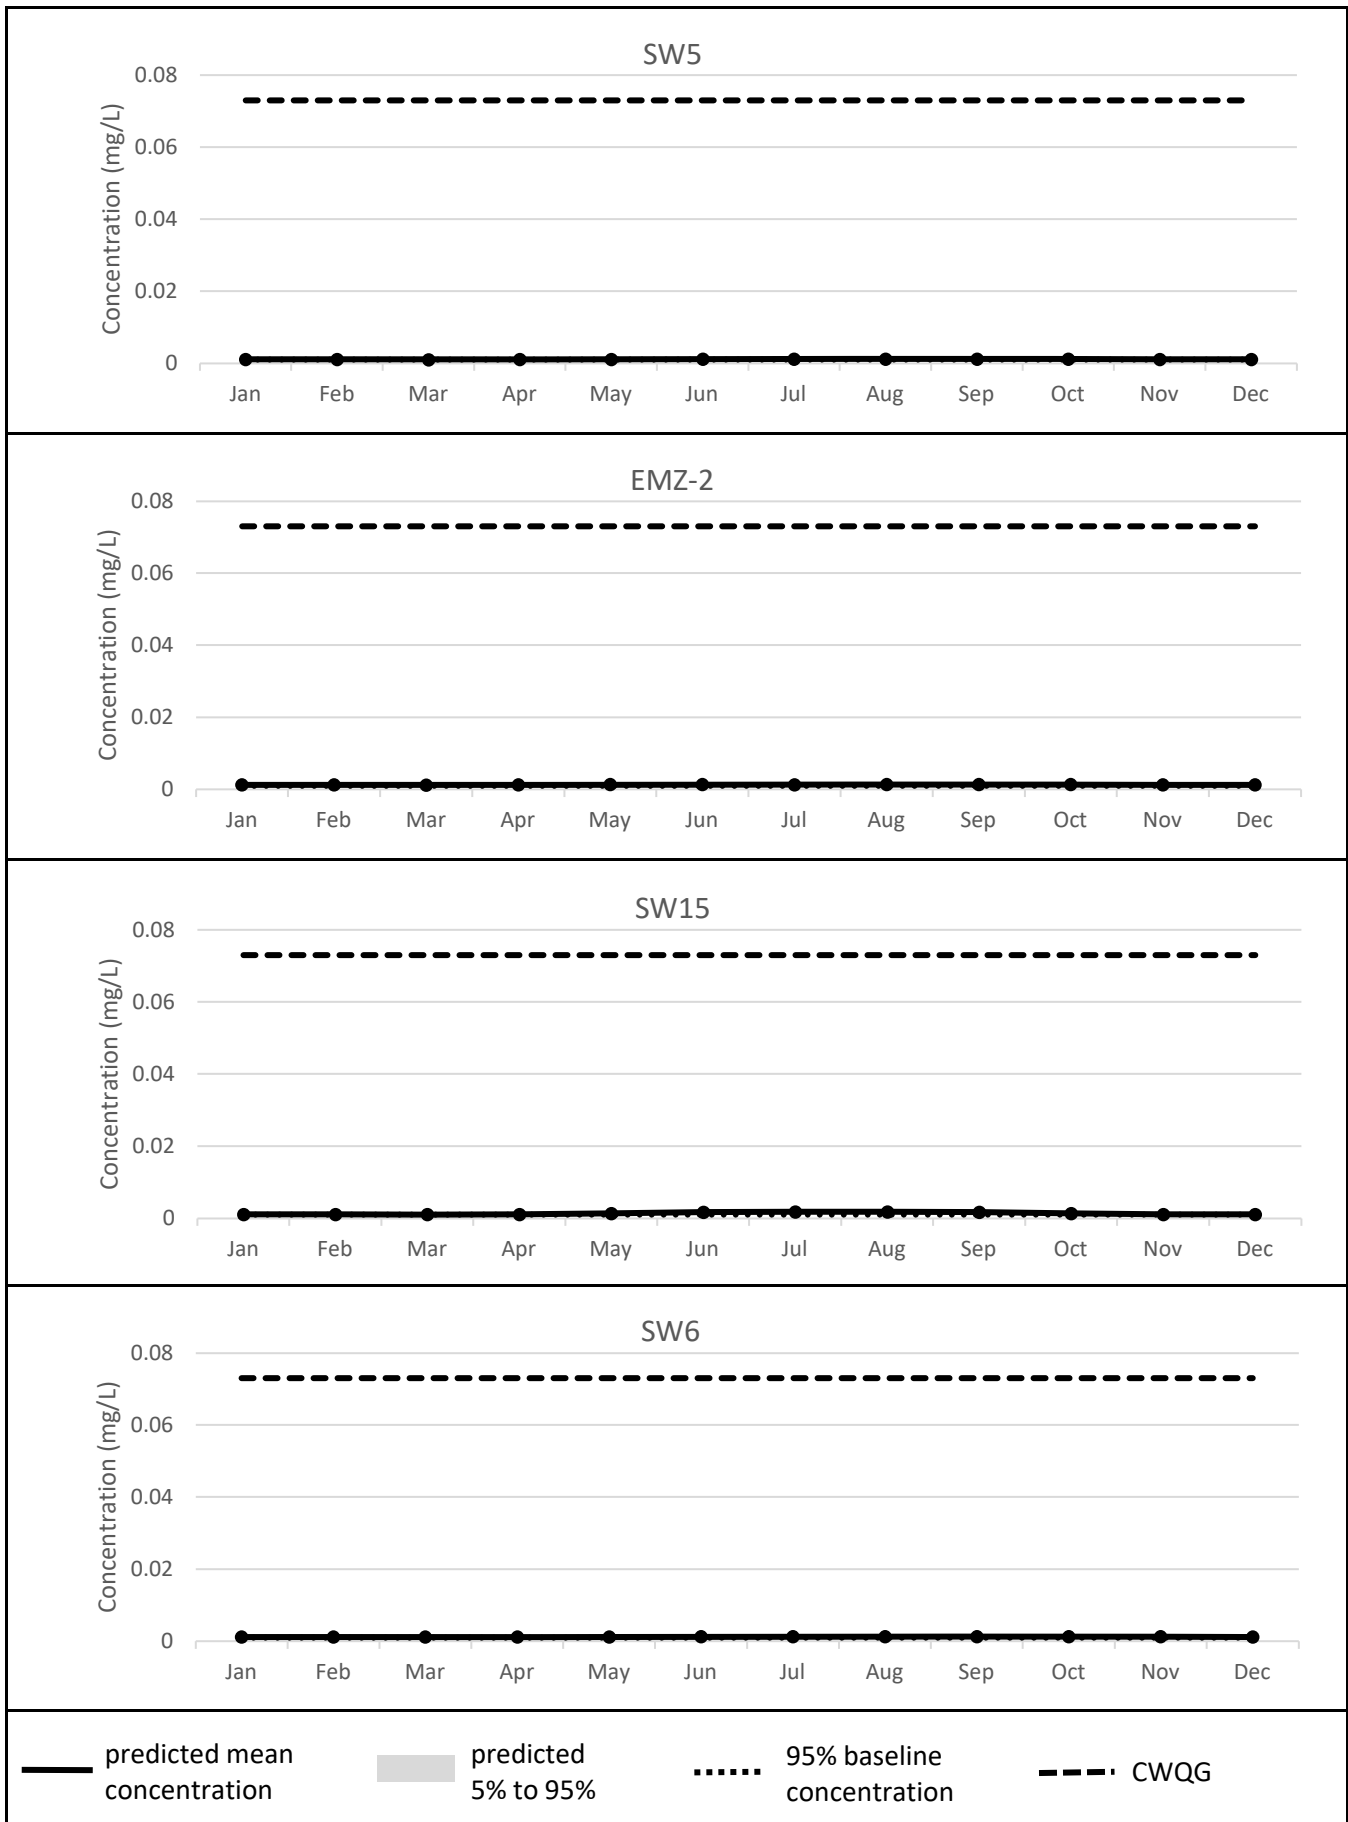 SW5
Concentration (mg/L)
0.08
0.06
0.04
0.02
0
Jan Feb Mar Apr May Jun Jul Aug Sep Oct Nov Dec
EMZ-2
Concentration (mg/L)
0.08
0.06
0.04
0.02
0
Jan Feb Mar Apr May Jun Jul Aug Sep Oct Nov Dec
SW15
Concentration (mg/L)
0.08
0.06
0.04
0.02
0
Jan Feb Mar Apr May Jun Jul Aug Sep Oct Nov Dec
SW6
Concentration (mg/L)
0.08
0.06
0.04
0.02
0
Jan Feb Mar Apr May Jun Jul Aug Sep Oct Nov Dec
predicted mean
concentration
predicted
5% to 95%
95% baseline
concentration
CWQG